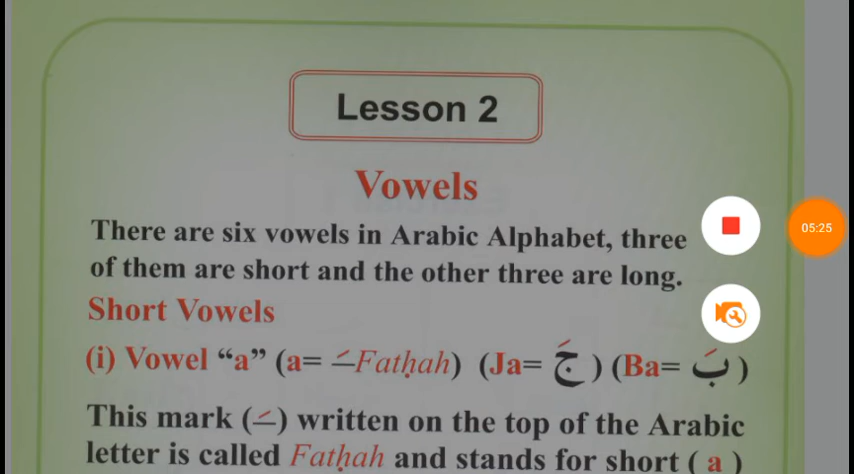 Lesson 2
Vowels
There are six vowels in Arabic Alphabet, three
of them are short and the other three are long.
Short Vowels
(i) Vowel “a” (a= ـَ Fatḥah) (Ja= جَ ) (Ba= بَ )
This mark (ـَ) written on the top of the Arabic
letter is called Fatḥah and stands for short ( a )
05:25